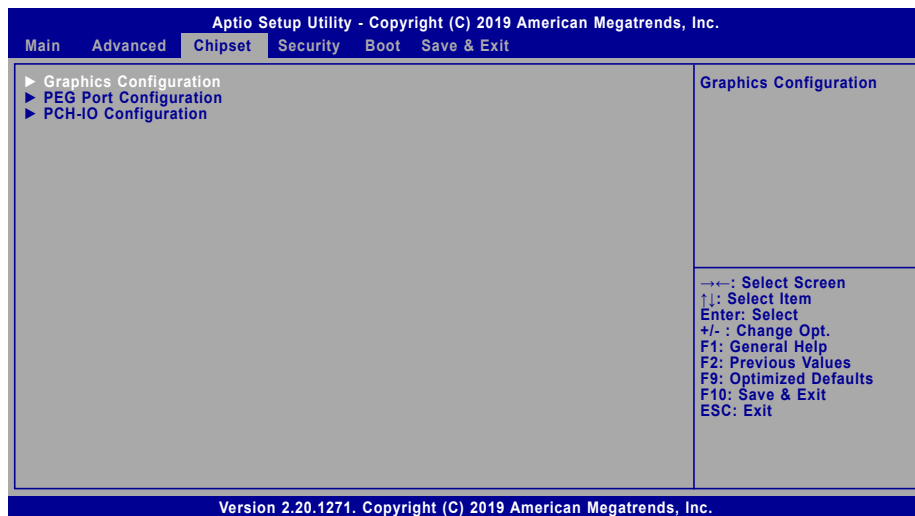 Aptio Setup Utility - Copyright (C) 2019 American Megatrends, Inc.
Main Advanced Chipset Security Boot Save & Exit
► Graphics Configuration
► PEG Port Configuration
► PCH-IO Configuration
Graphics Configuration
→←: Select Screen
↑↓: Select Item
Enter: Select
+/- : Change Opt.
F1: General Help
F2: Previous Values
F9: Optimized Defaults
F10: Save & Exit
ESC: Exit
Version 2.20.1271. Copyright (C) 2019 American Megatrends, Inc.